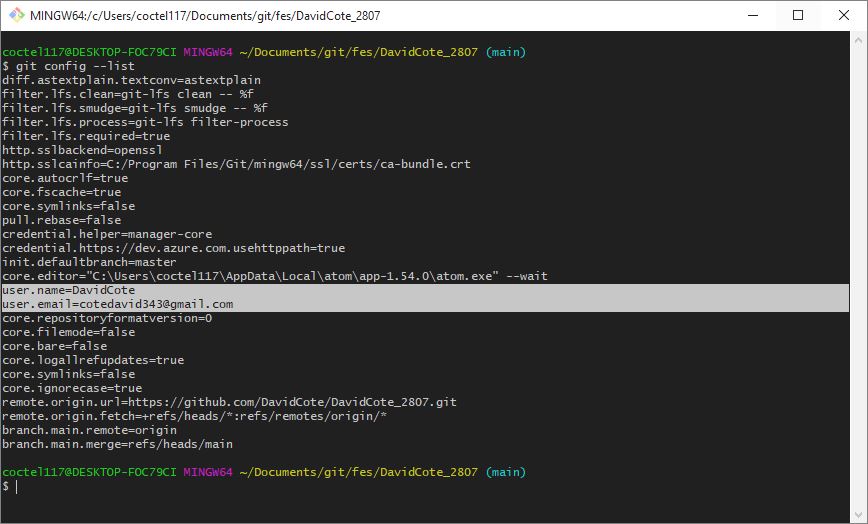 MINGW64:/c/Users/coctel117/Documents/git/fes/DavidCote_2807
coctel117@DESKTOP-FOC79CI MINGW64 ~/Documents/git/fes/DavidCote_2807 (main)
$ git config --list
diff.astextplain.textconv=astextplain
filter.lfs.clean=git-lfs clean -- %f
filter.lfs.smudge=git-lfs smudge -- %f
filter.lfs.process=git-lfs filter-process
filter.lfs.required=true
http.sslbackend=openssl
http.sslcainfo=C:/Program Files/Git/mingw64/ssl/certs/ca-bundle.crt
core.autocrlf=true
core.fscache=true
core.symlinks=false
pull.rebase=false
credential.helper=manager-core
credential.https://dev.azure.com.usehttppath=true
init.defaultbranch=master
core.editor="C:\Users\coctel117\AppData\Local\atom\app-1.54.0\atom.exe" --wait
user.name=DavidCote
user.email=cotedavid343@gmail.com
core.repositoryformatversion=0
core.filemode=false
core.bare=false
core.logallrefupdates=true
core.symlinks=false
core.ignorecase=true
remote.origin.url=https://github.com/DavidCote/DavidCote_2807.git
remote.origin.fetch=+refs/heads/*:refs/remotes/origin/*
branch.main.remote=origin
branch.main.merge=refs/heads/main
coctel117@DESKTOP-FOC79CI MINGW64 ~/Documents/git/fes/DavidCote_2807 (main)
$